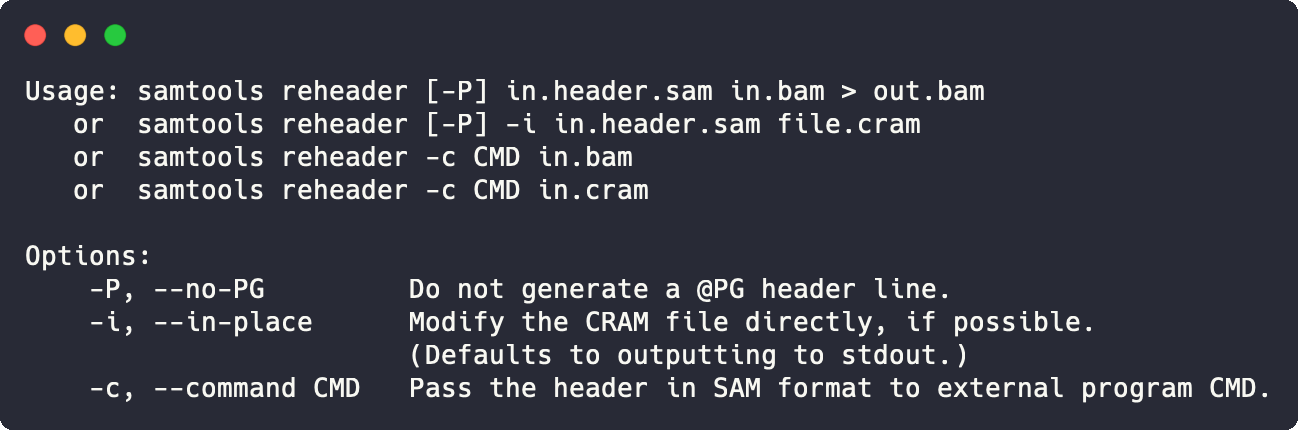 Usage: samtools reheader [-P] in.header.sam in.bam > out.bam
   or  samtools reheader [-P] -i in.header.sam file.cram
   or  samtools reheader -c CMD in.bam
   or  samtools reheader -c CMD in.cram

Options:
    -P, --no-PG         Do not generate a @PG header line.
    -i, --in-place      Modify the CRAM file directly, if possible.
                        (Defaults to outputting to stdout.)
    -c, --command CMD   Pass the header in SAM format to external program CMD.